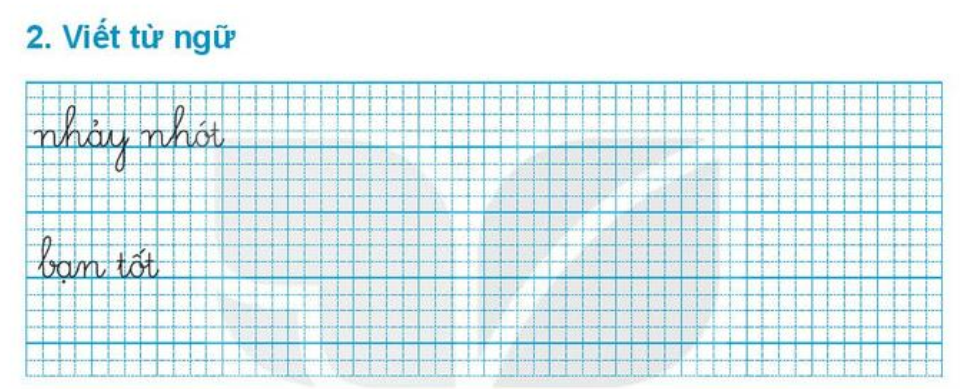 2. Viết từ ngữ
nhảy nhót
bạn tốt